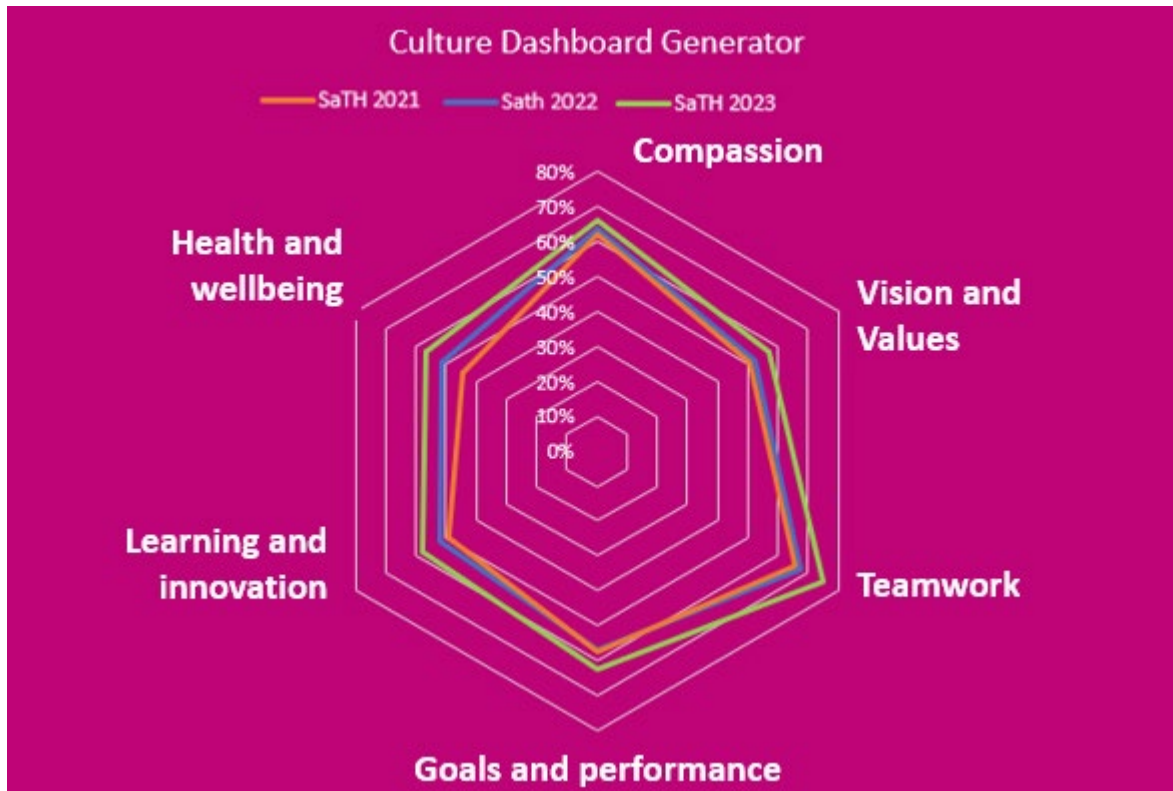 Culture Dashboard Generator
SaTH 2021 Sath 2022 SaTH 2023
Compassion
80%
70%
60%
50%
40%
30%
20%
10%
0%
Health and
wellbeing
Vision and
Values
Learning and
innovation
Teamwork
Goals and performance